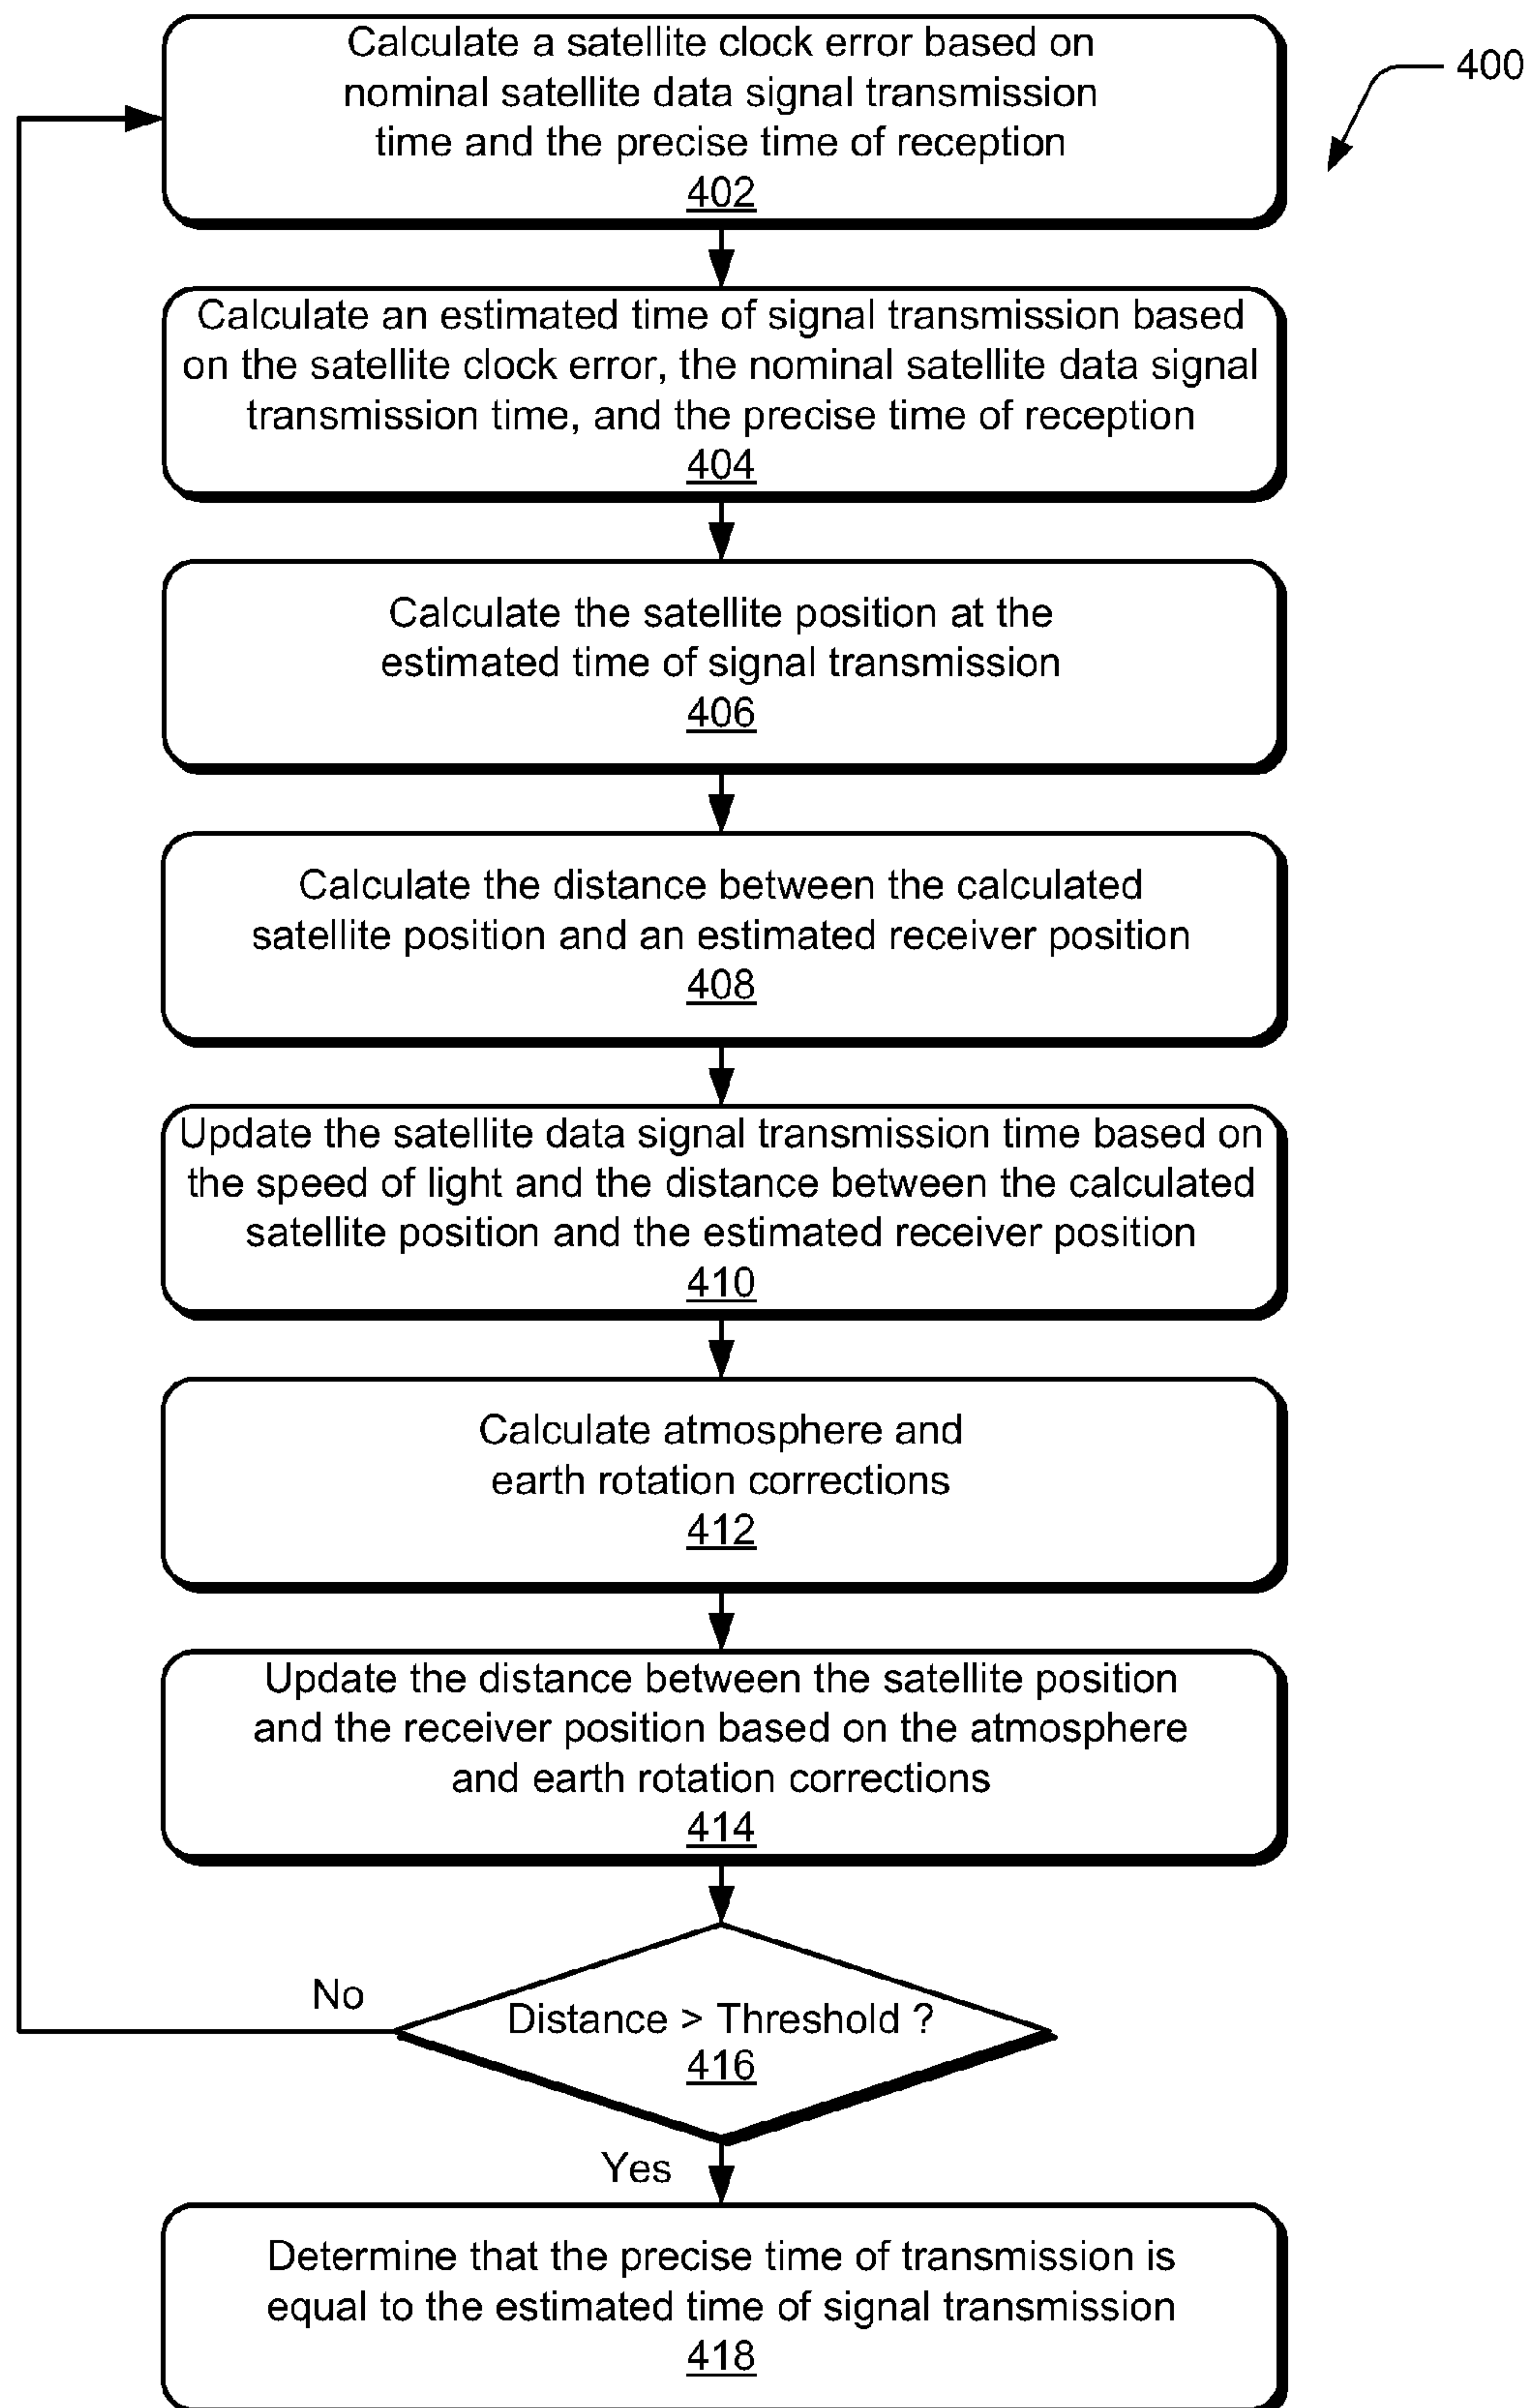 Calculate a satellite clock error based on
nominal satellite data signal transmission
time and the precise time of reception
402
400
Calculate an estimated time of signal transmission based
on the satellite clock error, the nominal satellite data signal
transmission time, and the precise time of reception
404
Calculate the satellite position at the
estimated time of signal transmission
406
Calculate the distance between the calculated
satellite position and an estimated receiver position
408
Update the satellite data signal transmission time based on
the speed of light and the distance between the calculated
satellite position and the estimated receiver position
410
Calculate atmosphere and
earth rotation corrections
412
Update the distance between the satellite position
and the receiver position based on the atmosphere
and earth rotation corrections
414
No
Distance > Threshold ?
416
Yes
Determine that the precise time of transmission is
equal to the estimated time of signal transmission
418